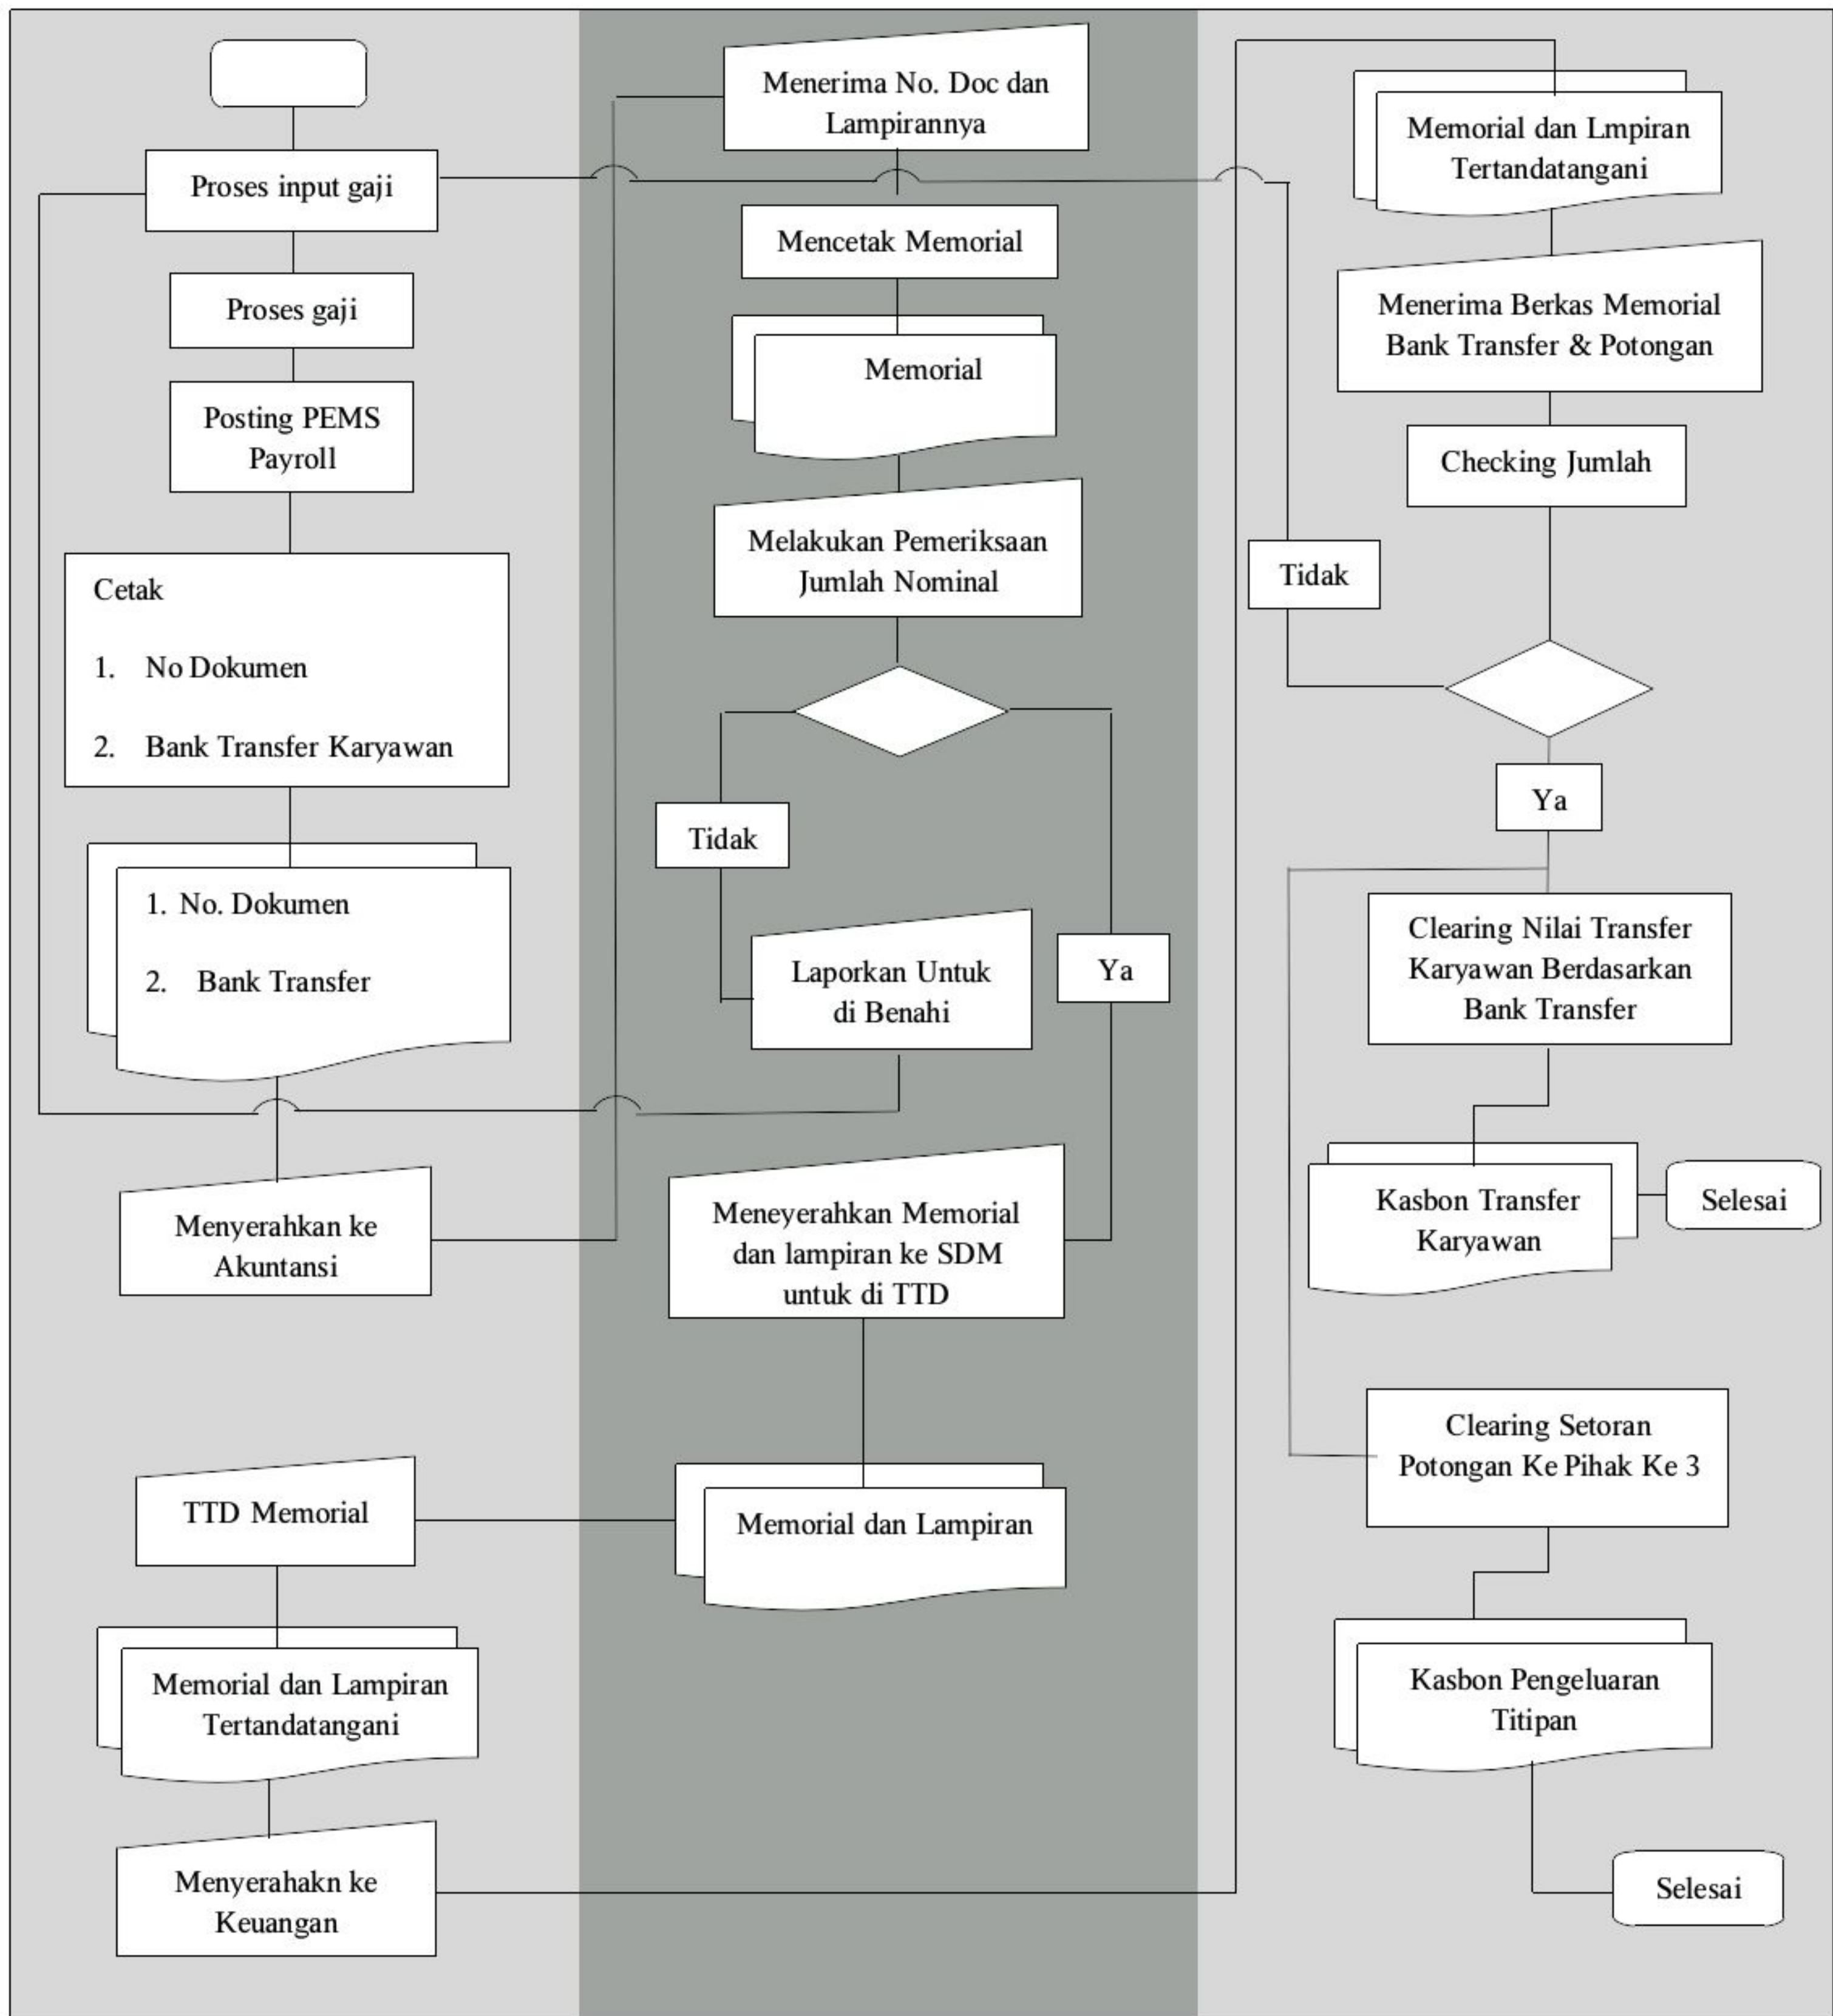 Proses input gaji
Proses gaji
Posting PEMS
Payroll
Cetak
1. No Dokumen
2. Bank Transfer Karyawan
1. No. Dokumen
2. Bank Transfer
Menyerahkan ke
Akuntansi
TTD Memorial
Memorial dan Lampiran
Tertandatangani
Menyerahakn ke
Keuangan
Menerima No. Doc dan
Lampirannya
Mencetak Memorial
Memorial
Melakukan Pemeriksaan
Jumlah Nominal
Tidak
Laporkan Untuk
di Benahi
Ya
Meneyerahkan Memorial
dan lampiran ke SDM
untuk di TTD
Memorial dan Lampiran
Memorial dan Lmpiran
Tertandatangani
Menerima Berkas Memorial
Bank Transfer & Potongan
Checking Jumlah
Tidak
Ya
Clearing Nilai Transfer
Karyawan Berdasarkan
Bank Transfer
Kasbon Transfer
Karyawan
Selesai
Clearing Setoran
Potongan Ke Pihak Ke 3
Kasbon Pengeluaran
Titipan
Selesai